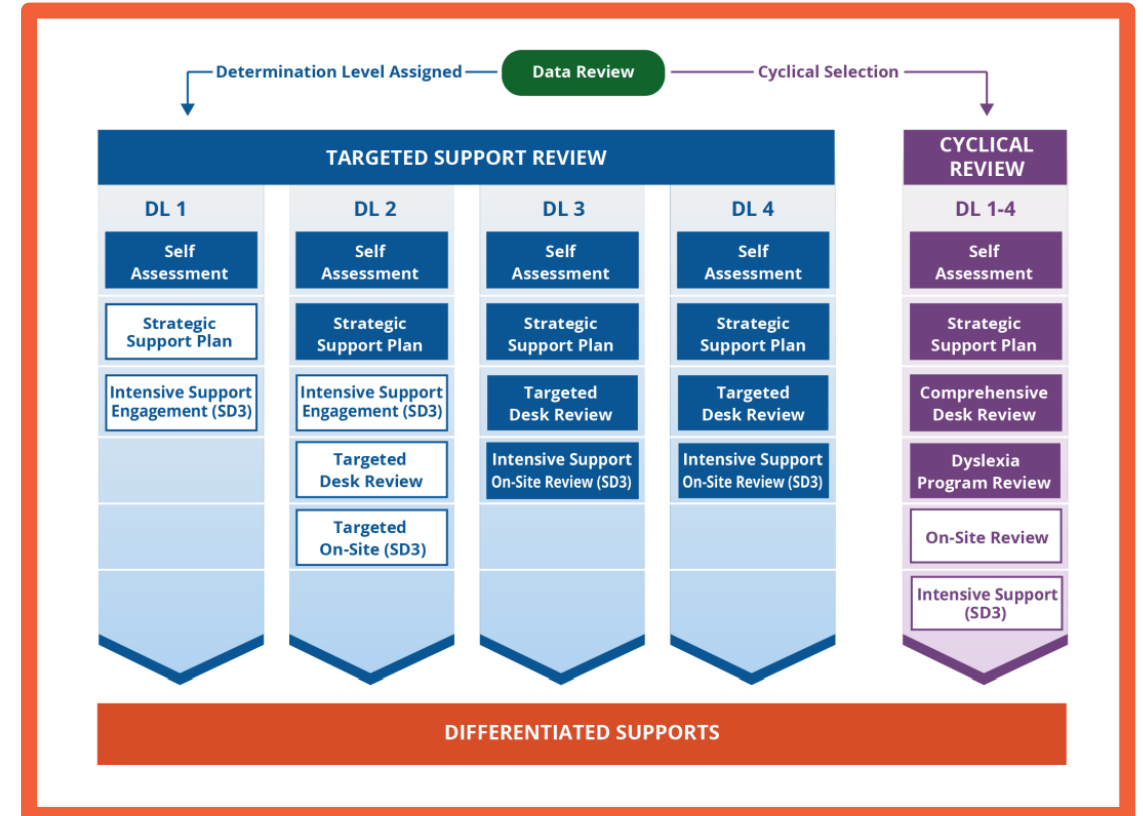 Determination Level Assigned
Data Review
Cyclical Selection
TARGETED SUPPORT REVIEW
DL 1
Self
Assessment
Strategic
Support Plan
Intensive Support
Engagement (SD3)
DL 2
Self
Assessment
Strategic
Support Plan
Intensive Support
Engagement (SD3)
Targeted
Desk Review
Targeted
On-Site (SD3)
DL 3
Self
Assessment
Strategic
Support Plan
Targeted
Desk Review
Intensive Support
On-Site Review (SD3)
DL 4
Self
Assessment
Strategic
Support Plan
Targeted
Desk Review
Intensive Support
On-Site Review (SD3)
CYCLICAL
REVIEW
DL 1-4
Self
Assessment
Strategic
Support Plan
Comprehensive
Desk Review
Dyslexia
Program Review
On-Site Review
Intensive Support
(SD3)
DIFFERENTIATED SUPPORTS